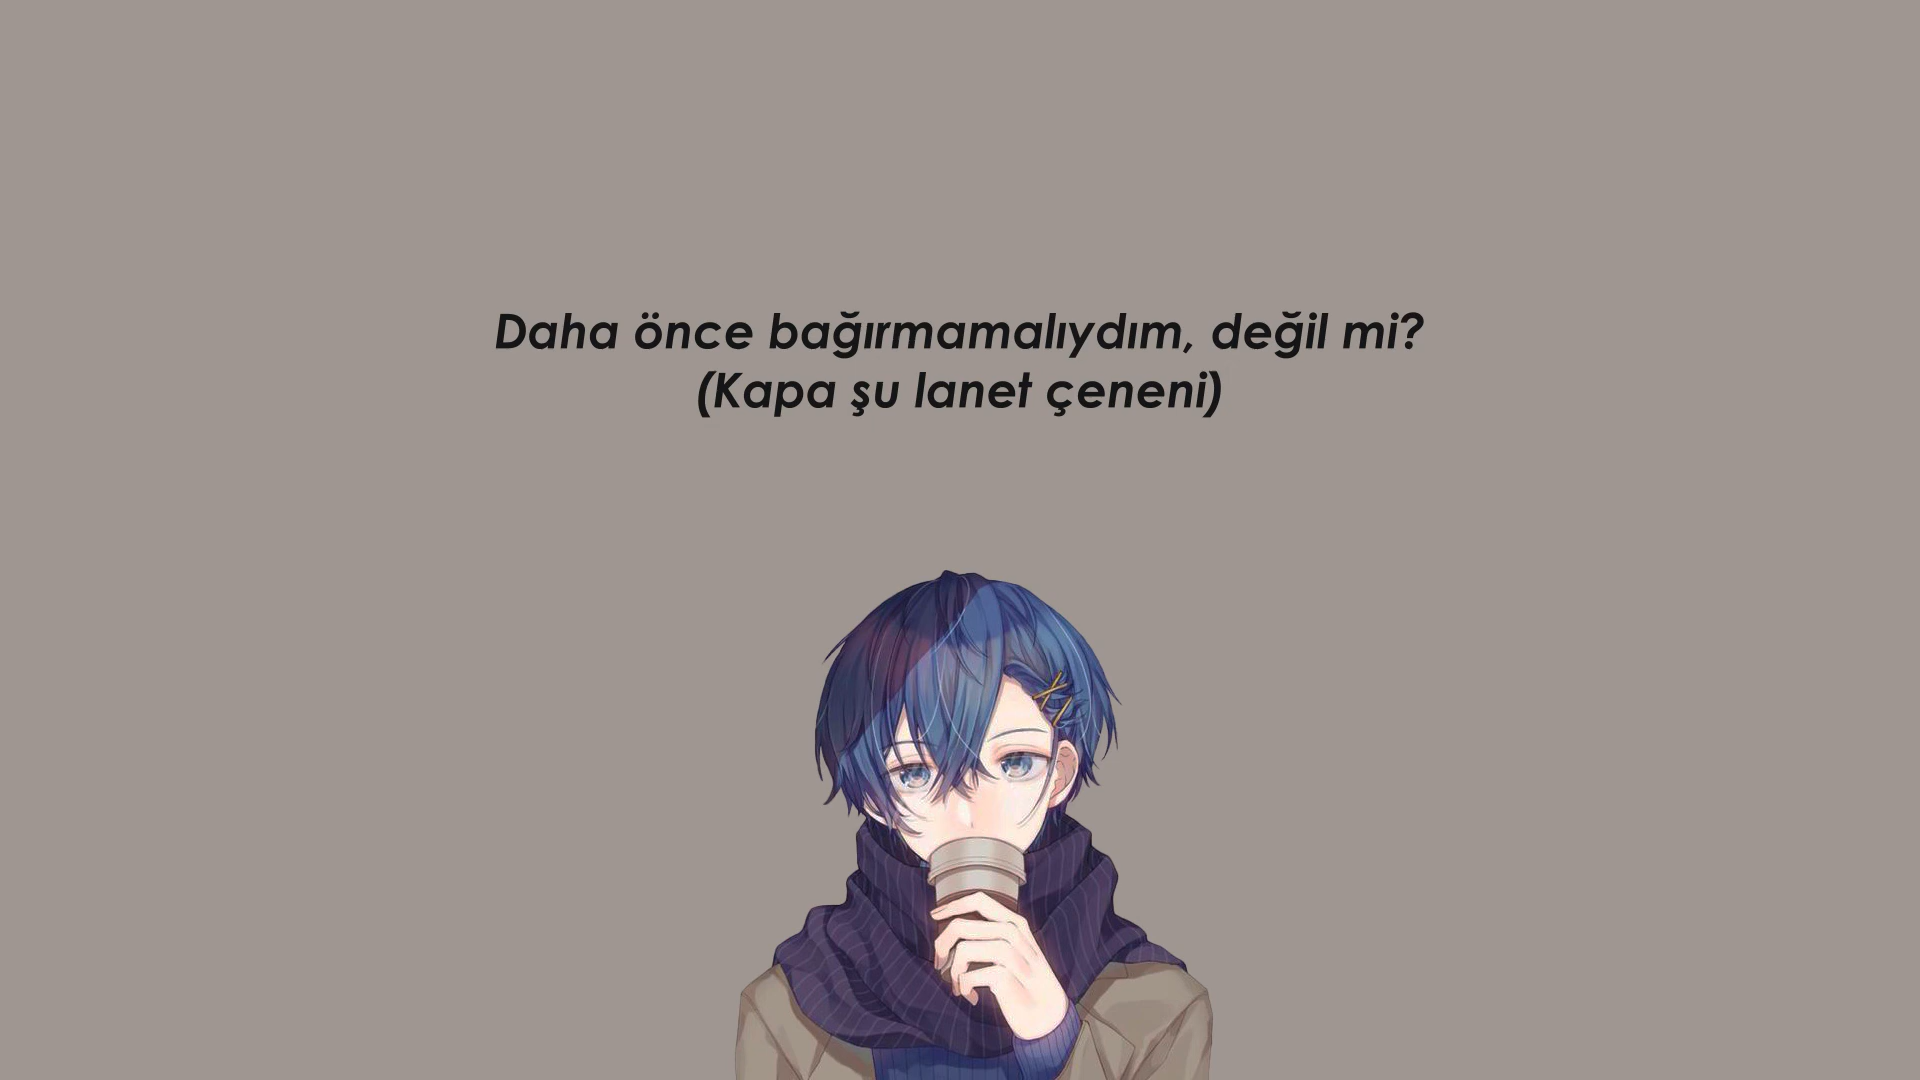 Daha önce bağırmamalıydım, değil mi?
(Kapa şu lanet çeneni)